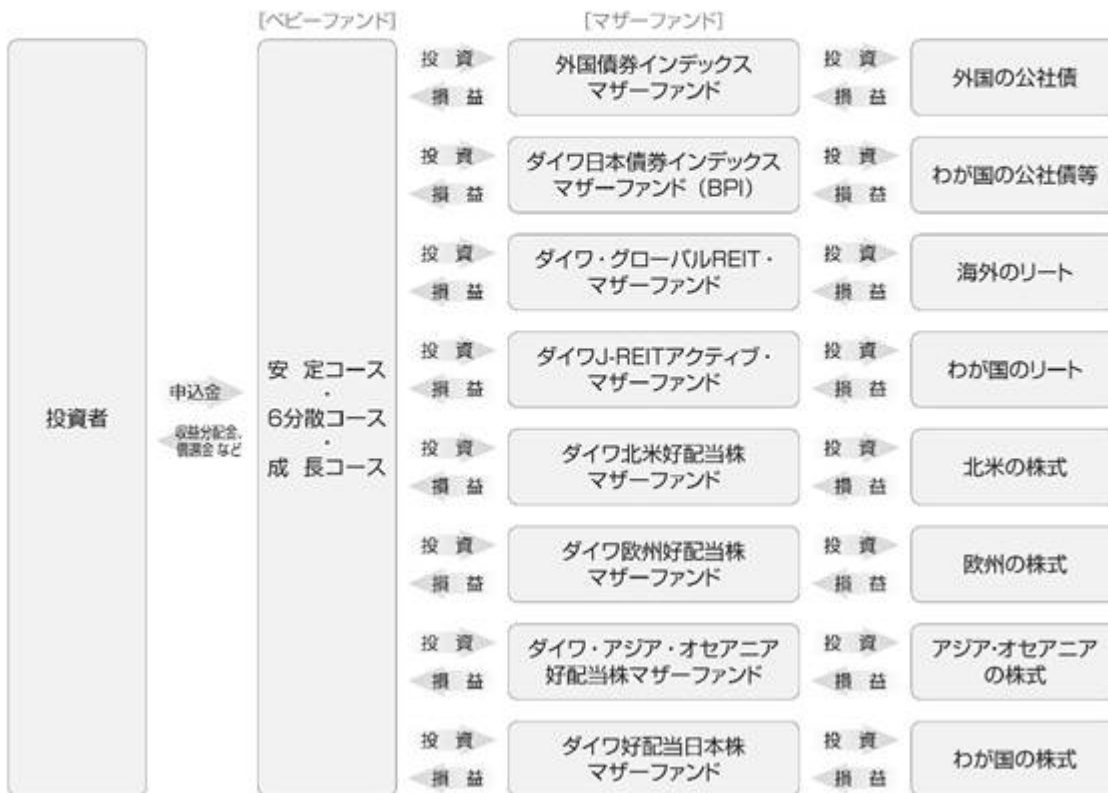 [ベビーファンド]
[マザーファンド]
投資者
申込金
収益分配金、
償還金 など
安 定コース
・
6分散コース
・
成 長コース
投 資
損 益
外国債券インデックス
マザーファンド
投 資
損 益
外国の公社債
投 資
損 益
ダイワ日本債券インデックス
マザーファンド（BPI）
投 資
損 益
わが国の公社債等
投 資
損 益
ダイワ・グローバルREIT・
マザーファンド
投 資
損 益
海外のリート
投 資
損 益
ダイワJ-REITアクティブ・
マザーファンド
投 資
損 益
わが国のリート
投 資
損 益
ダイワ北米好配当株
マザーファンド
投 資
損 益
北米の株式
投 資
損 益
ダイワ欧州好配当株
マザーファンド
投 資
損 益
欧州の株式
投 資
損 益
ダイワ・アジア・オセアニア
好配当株マザーファンド
投 資
損 益
アジア・オセアニア
の株式
投 資
損 益
ダイワ好配当日本株
マザーファンド
投 資
損 益
わが国の株式